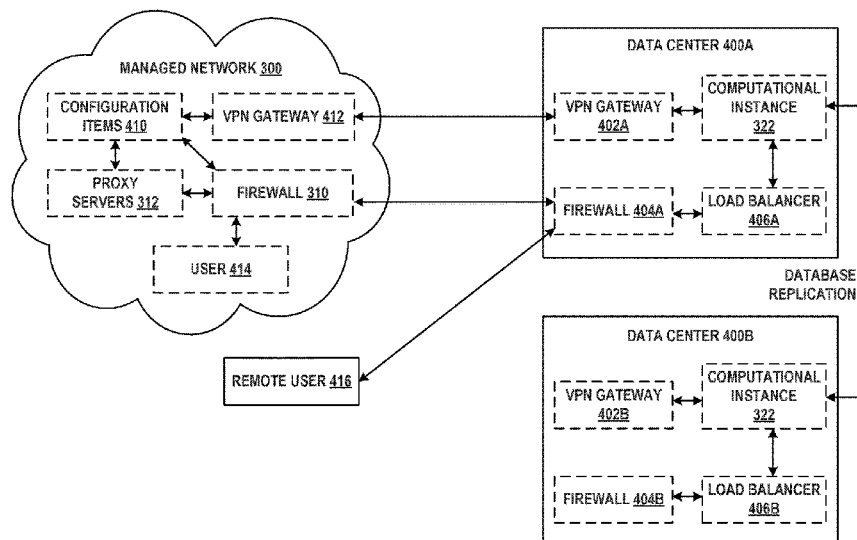 MANAGED NETWORK 300
CONFIGURATION
ITEMS 410
VPN GATEWAY 412
PROXY
SERVERS 312
FIREWALL 310
USER 414
REMOTE USER 416
DATA CENTER 400A
VPN GATEWAY
402A
COMPUTATIONAL
INSTANCE
322
FIREWALL 404A
LOAD BALANCER
406A
DATABASE
REPLICATION
DATA CENTER 400B
VPN GATEWAY
402B
COMPUTATIONAL
INSTANCE
322
FIREWALL 404B
LOAD BALANCER
406B